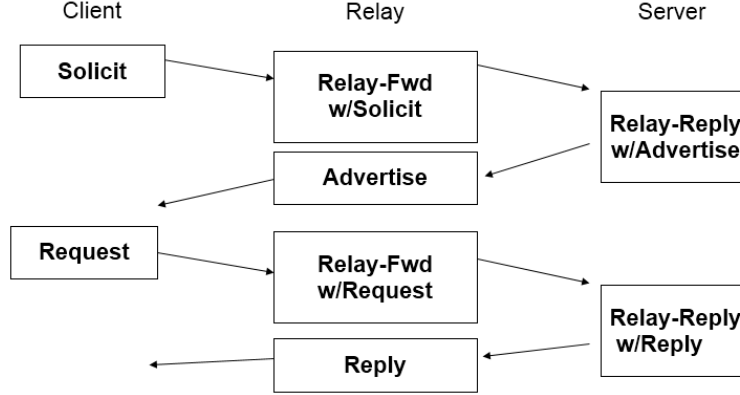 Client Relay Server
Solicit
Relay-Fwd
w/Solicit
Relay-Reply
w/Advertise
Advertise
Request
Relay-Fwd
w/Request
Relay-Reply
w/Reply
Reply